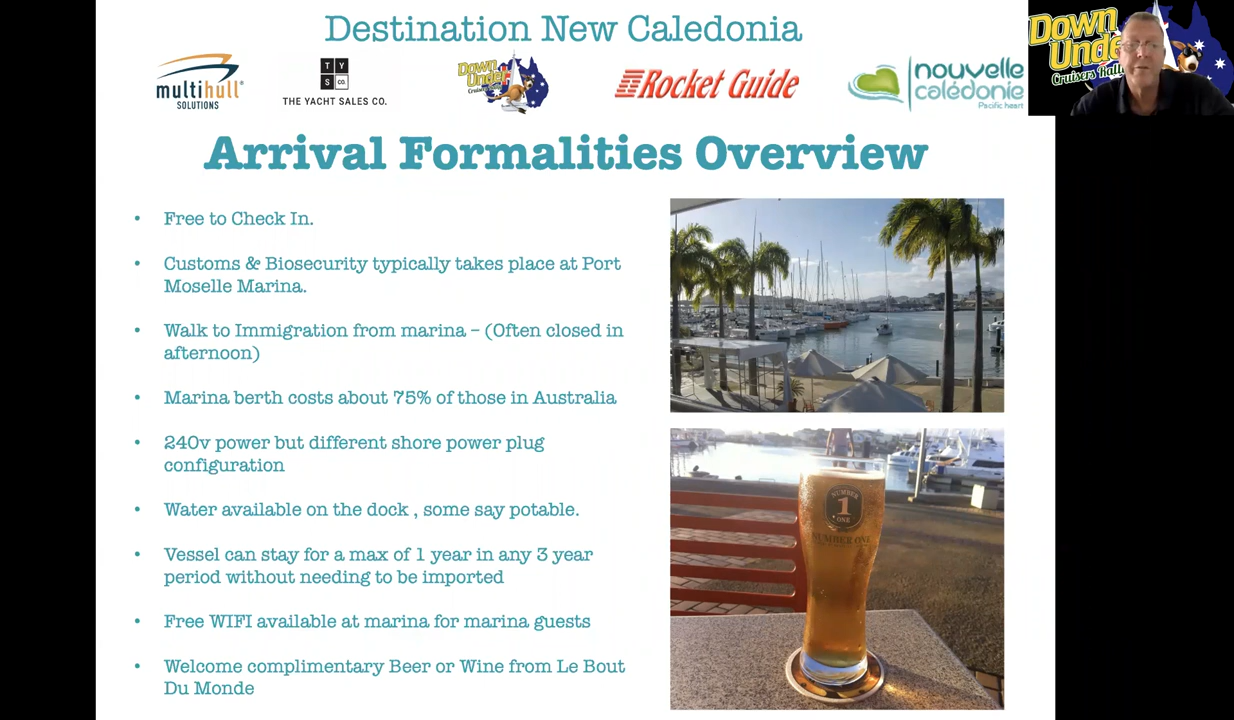 Destination New Caledonia
multihull
SOLUTIONS
T Y
S CO.
THE YACHT SALES CO.
Down
Under
Cruisers Rally
Rocket Guide
nouvelle
calédonie
Pacific heart
Down
Unde
Cruisers Rally
Arrival Formalities Overview
• Free to Check In.
• Customs & Biosecurity typically takes place at Port
Moselle Marina.
• Walk to Immigration from marina – (Often closed in
afternoon)
• Marina berth costs about 75% of those in Australia
• 240v power but different shore power plug
configuration
• Water available on the dock , some say potable.
• Vessel can stay for a max of 1 year in any 3 year
period without needing to be imported
• Free WIFI available at marina for marina guests
• Welcome complimentary Beer or Wine from Le Bout
Du Monde
NUMBER
1
ONE
NUMBER ONE